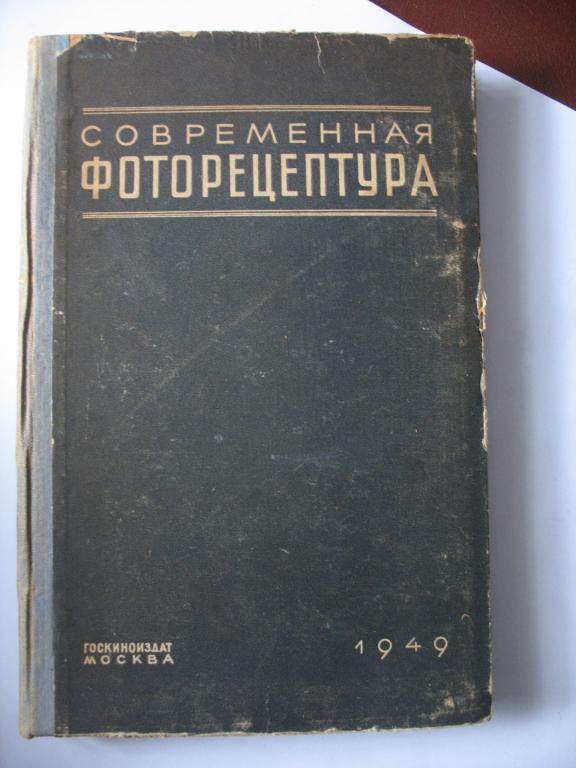 СОВРЕМЕННАЯ
ФОТОРЕЦЕПТУРА
ГОСКИНОИЗДАТ
МОСКВА
1949